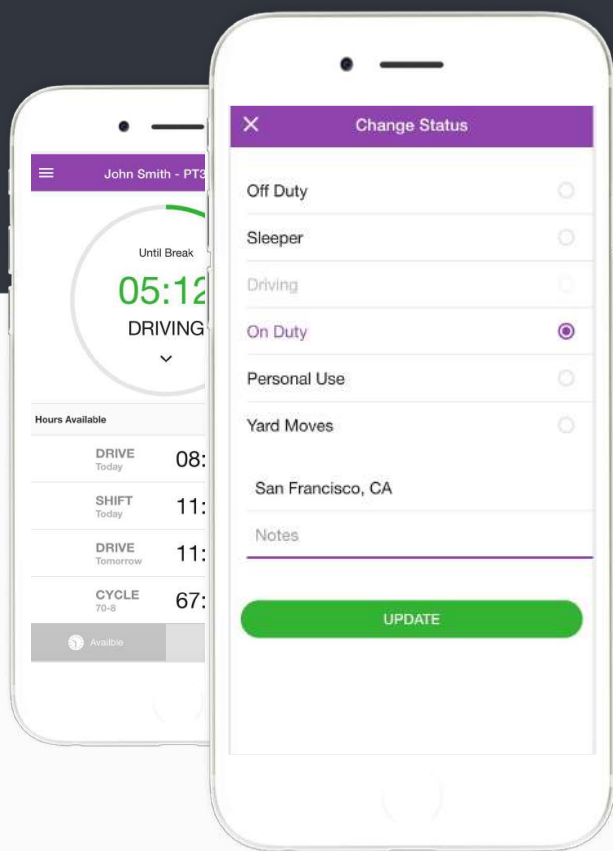 John Smith - PT3
Until Break
05:12
DRIVING
Hours Available
DRIVE 08:
Today
SHIFT 11:
Today
DRIVE 11:
Tomorrow
CYCLE 67:
70-8
Availble
Change Status
Off Duty
Sleeper
Driving
On Duty
Personal Use
Yard Moves
San Francisco, CA
Notes
UPDATE